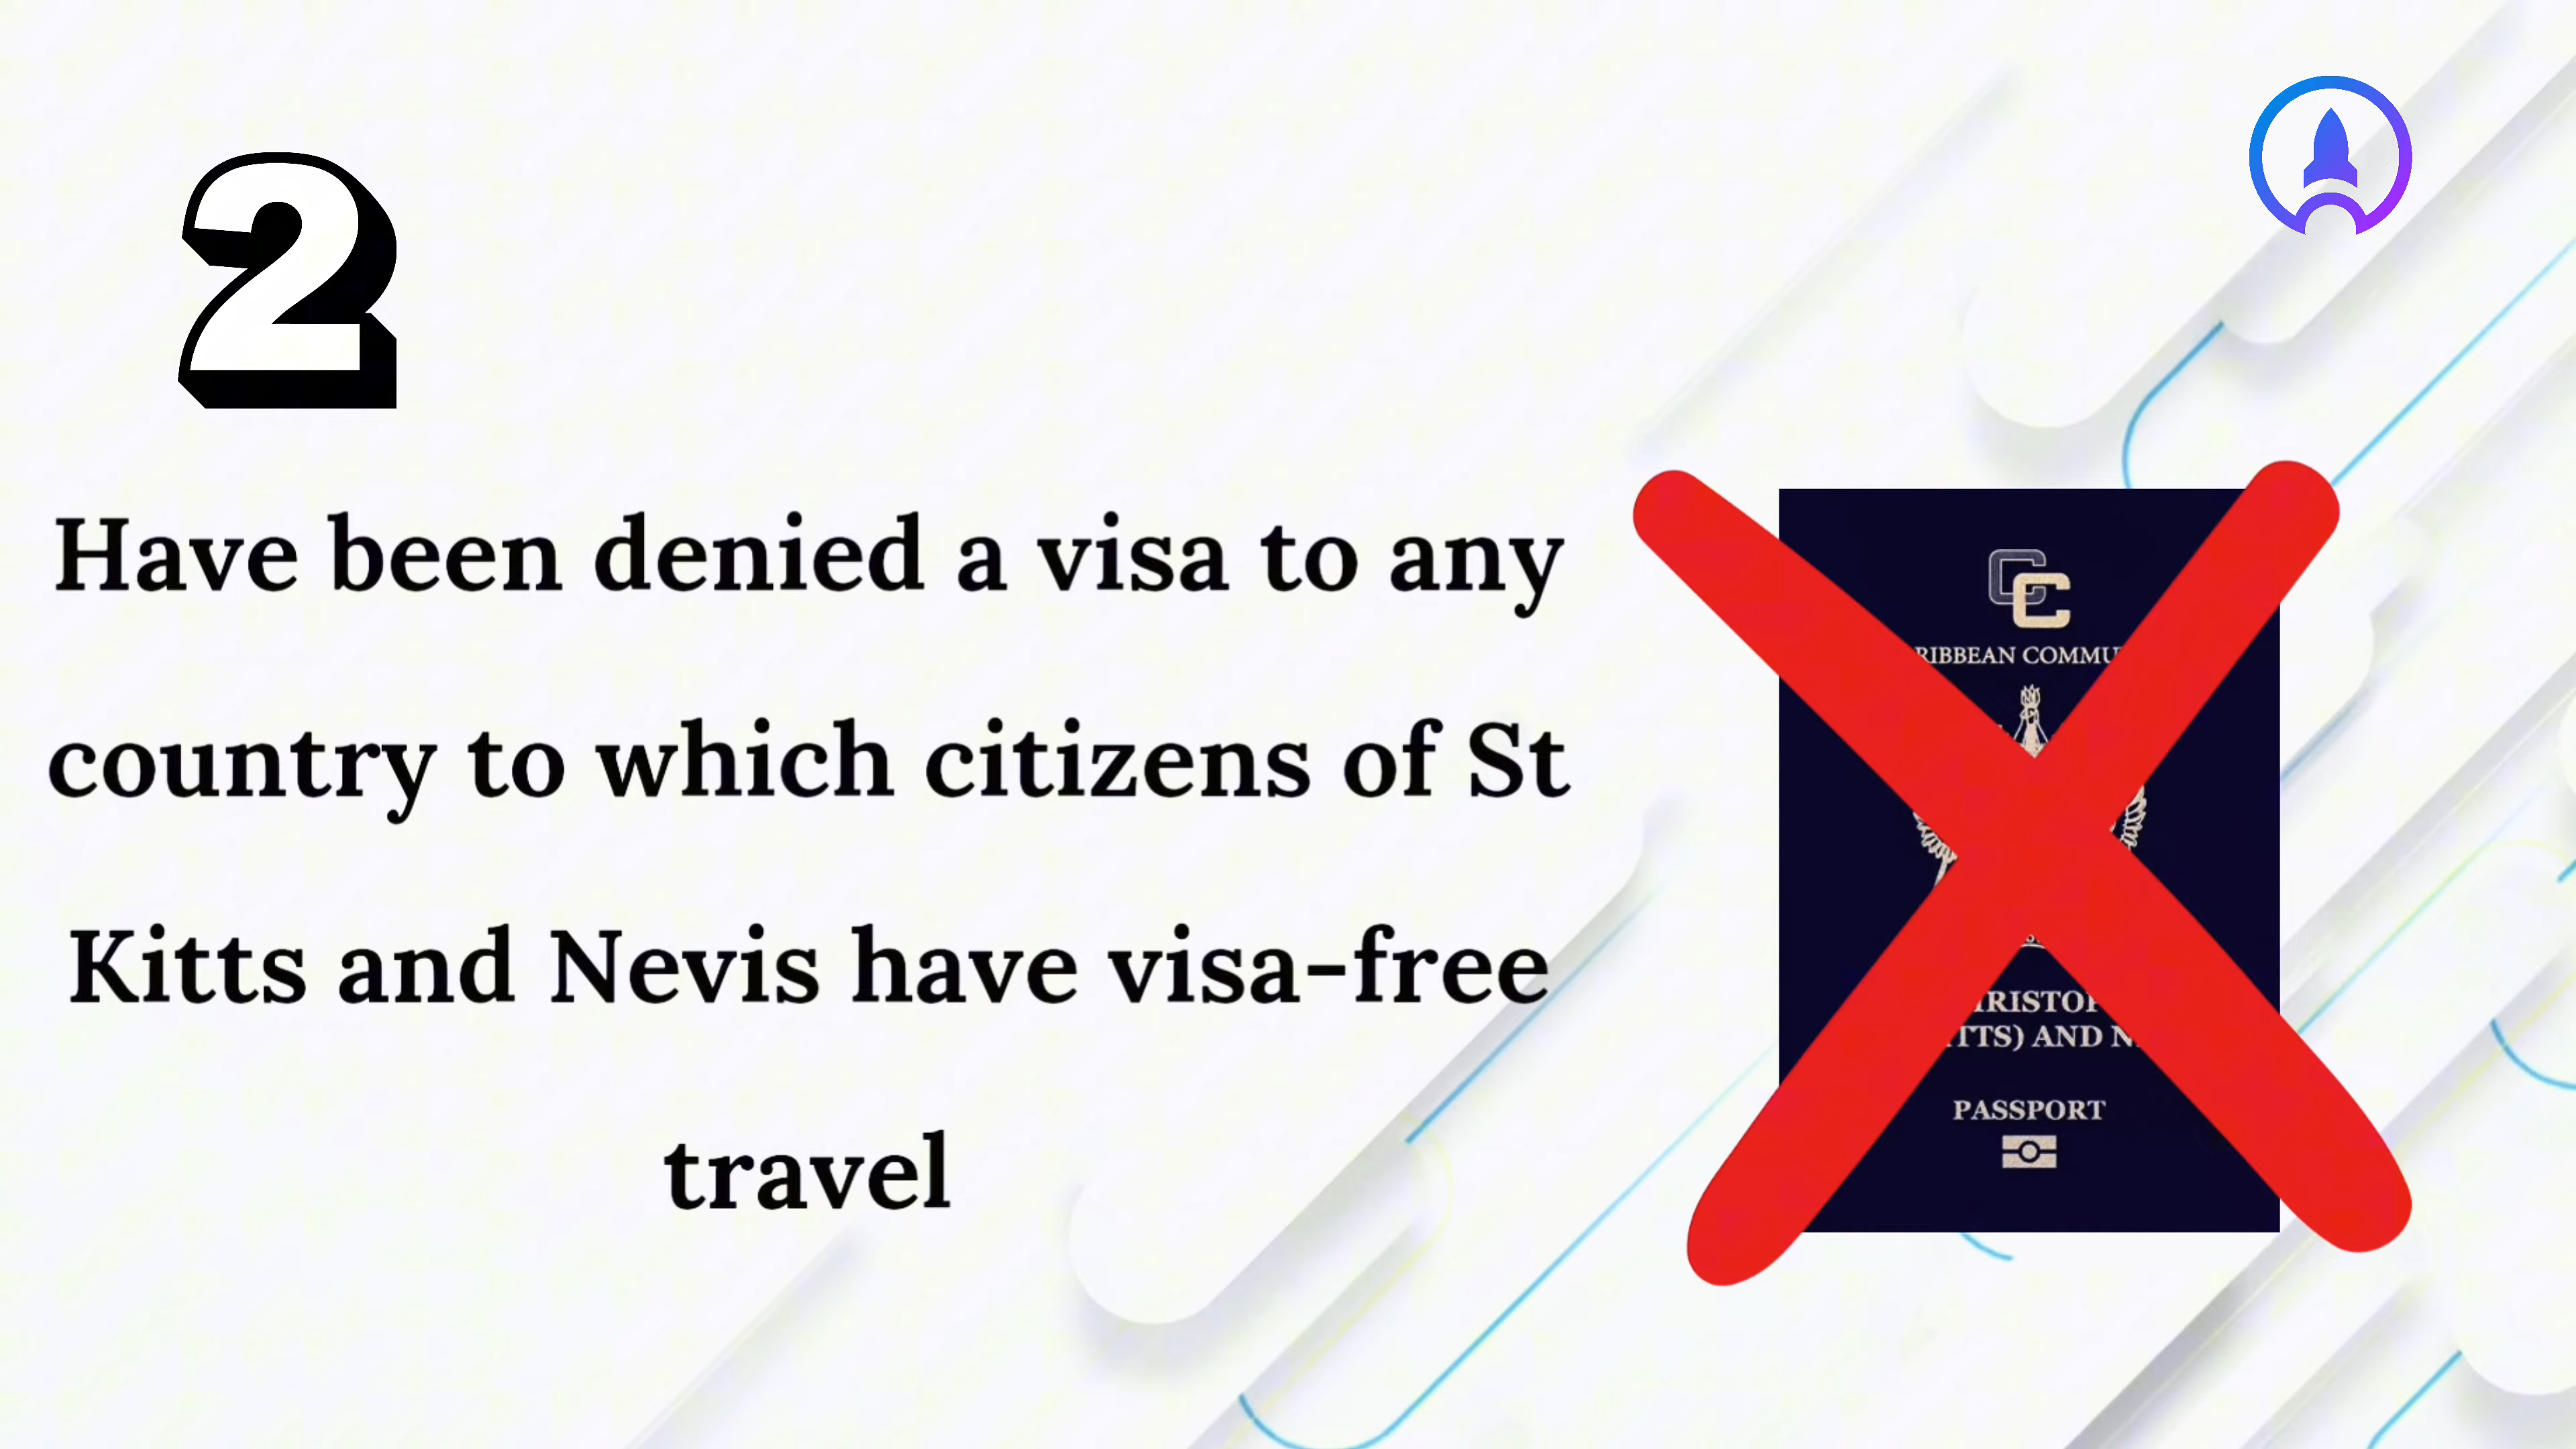 2
Have been denied a visa to any
country to which citizens of St
Kitts and Nevis have visa-free
travel
RIBBEAN COMMU
RISTOP
TTS) AND N
PASSPORT